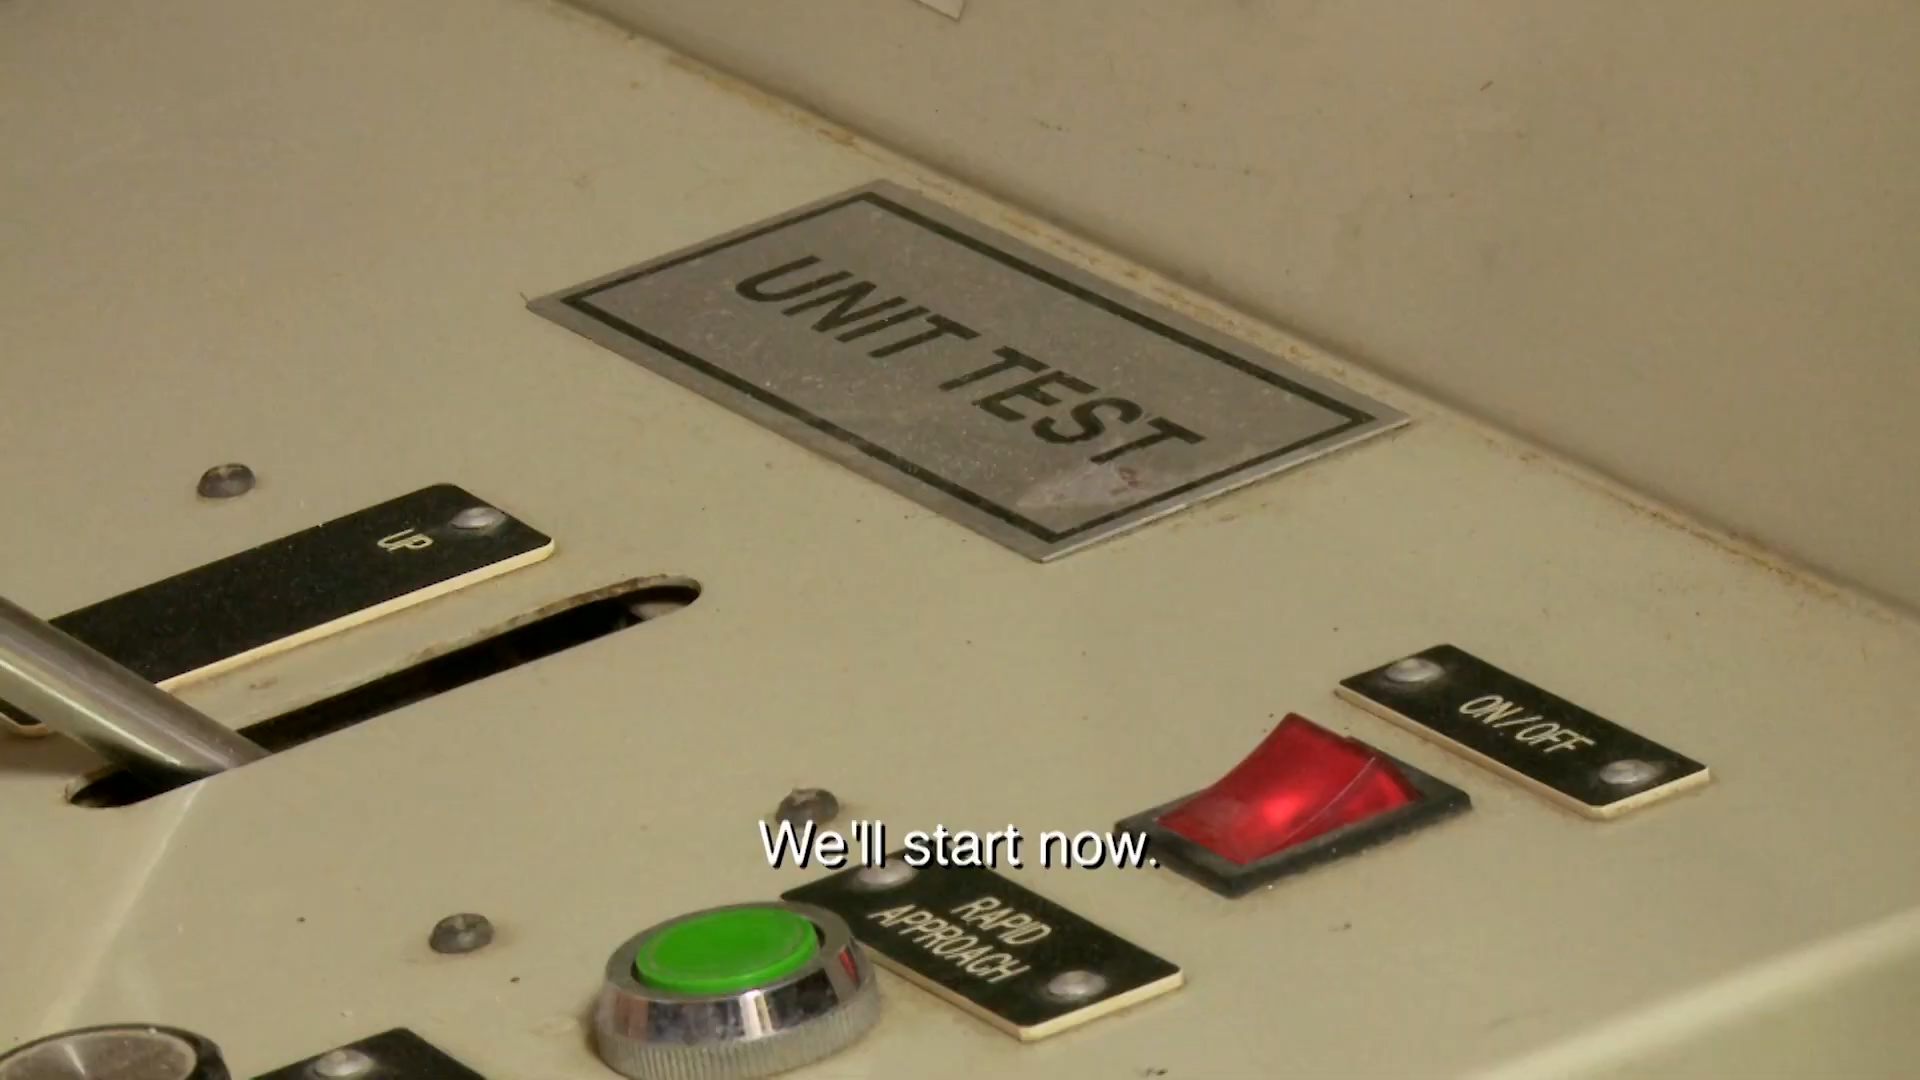 UNIT TEST
UP
ON/OFF
We'll start now.
RAPID
APPROACH